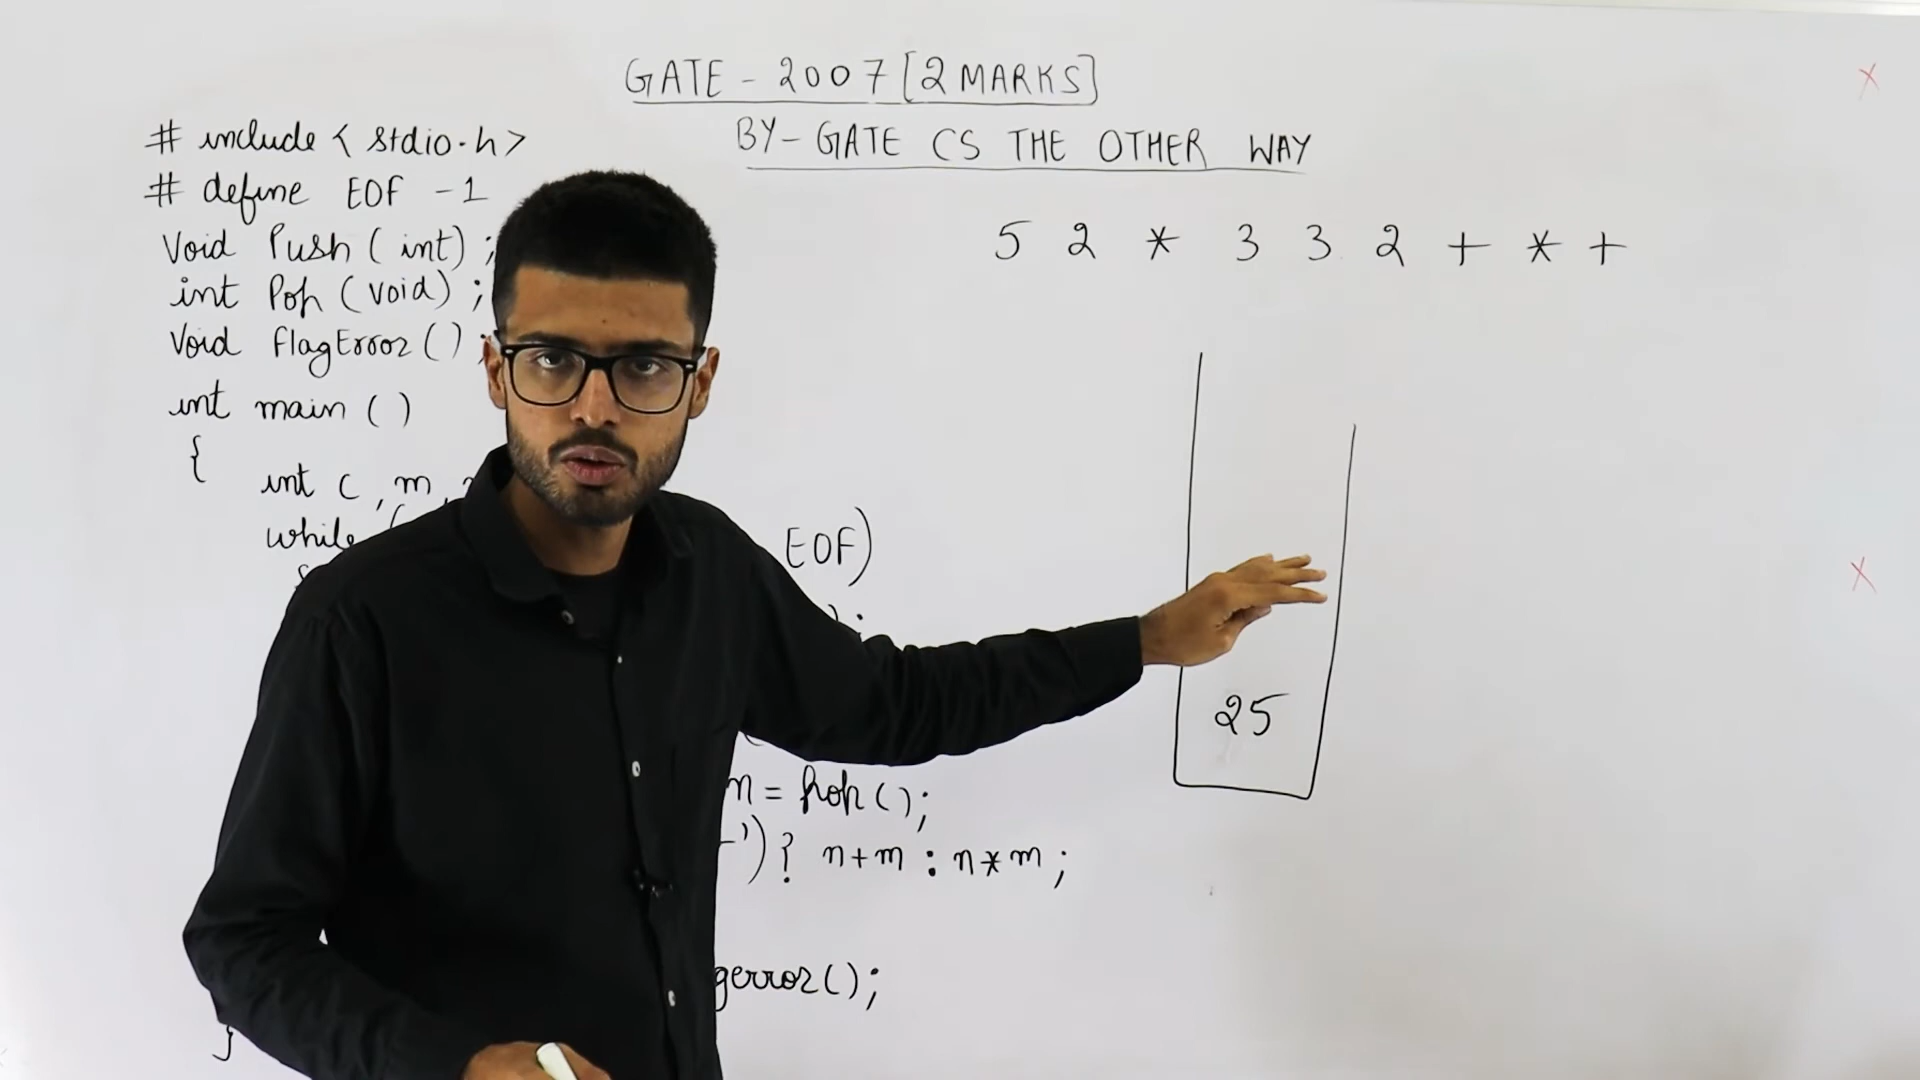 GATE - 2007 [2 MARKS]
BY- GATE CS THE OTHER WAY
# include < stdio.h>
# define EOF -1
Void Push ( int) ;
int Pop (void) ;
Void flagError () ;
int main ( )
{
int c , m ,
while (
EOF)
) ;
m = pop();
') ? n+m : n*m ;
gerror();
}
5 2 * 3 3 2 + * +
25